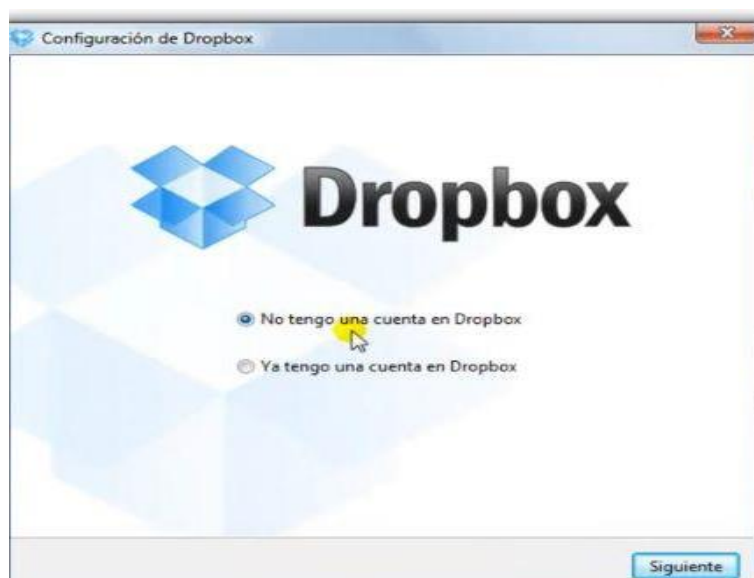 Configuración de Dropbox
Dropbox
No tengo una cuenta en Dropbox
Ya tengo una cuenta en Dropbox
Siguiente